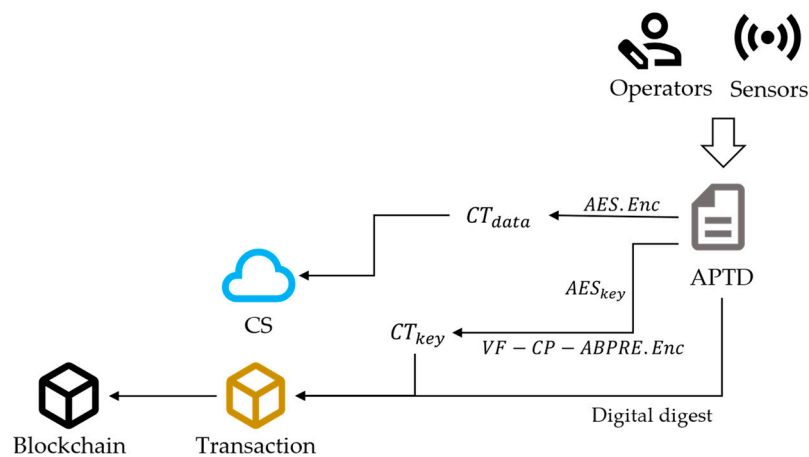 Operators
Sensors
AES.Enc
CT_data
APTD
AES_key
CS
CT_key
VF − CP − ABPRE.Enc
Digital digest
Blockchain
Transaction